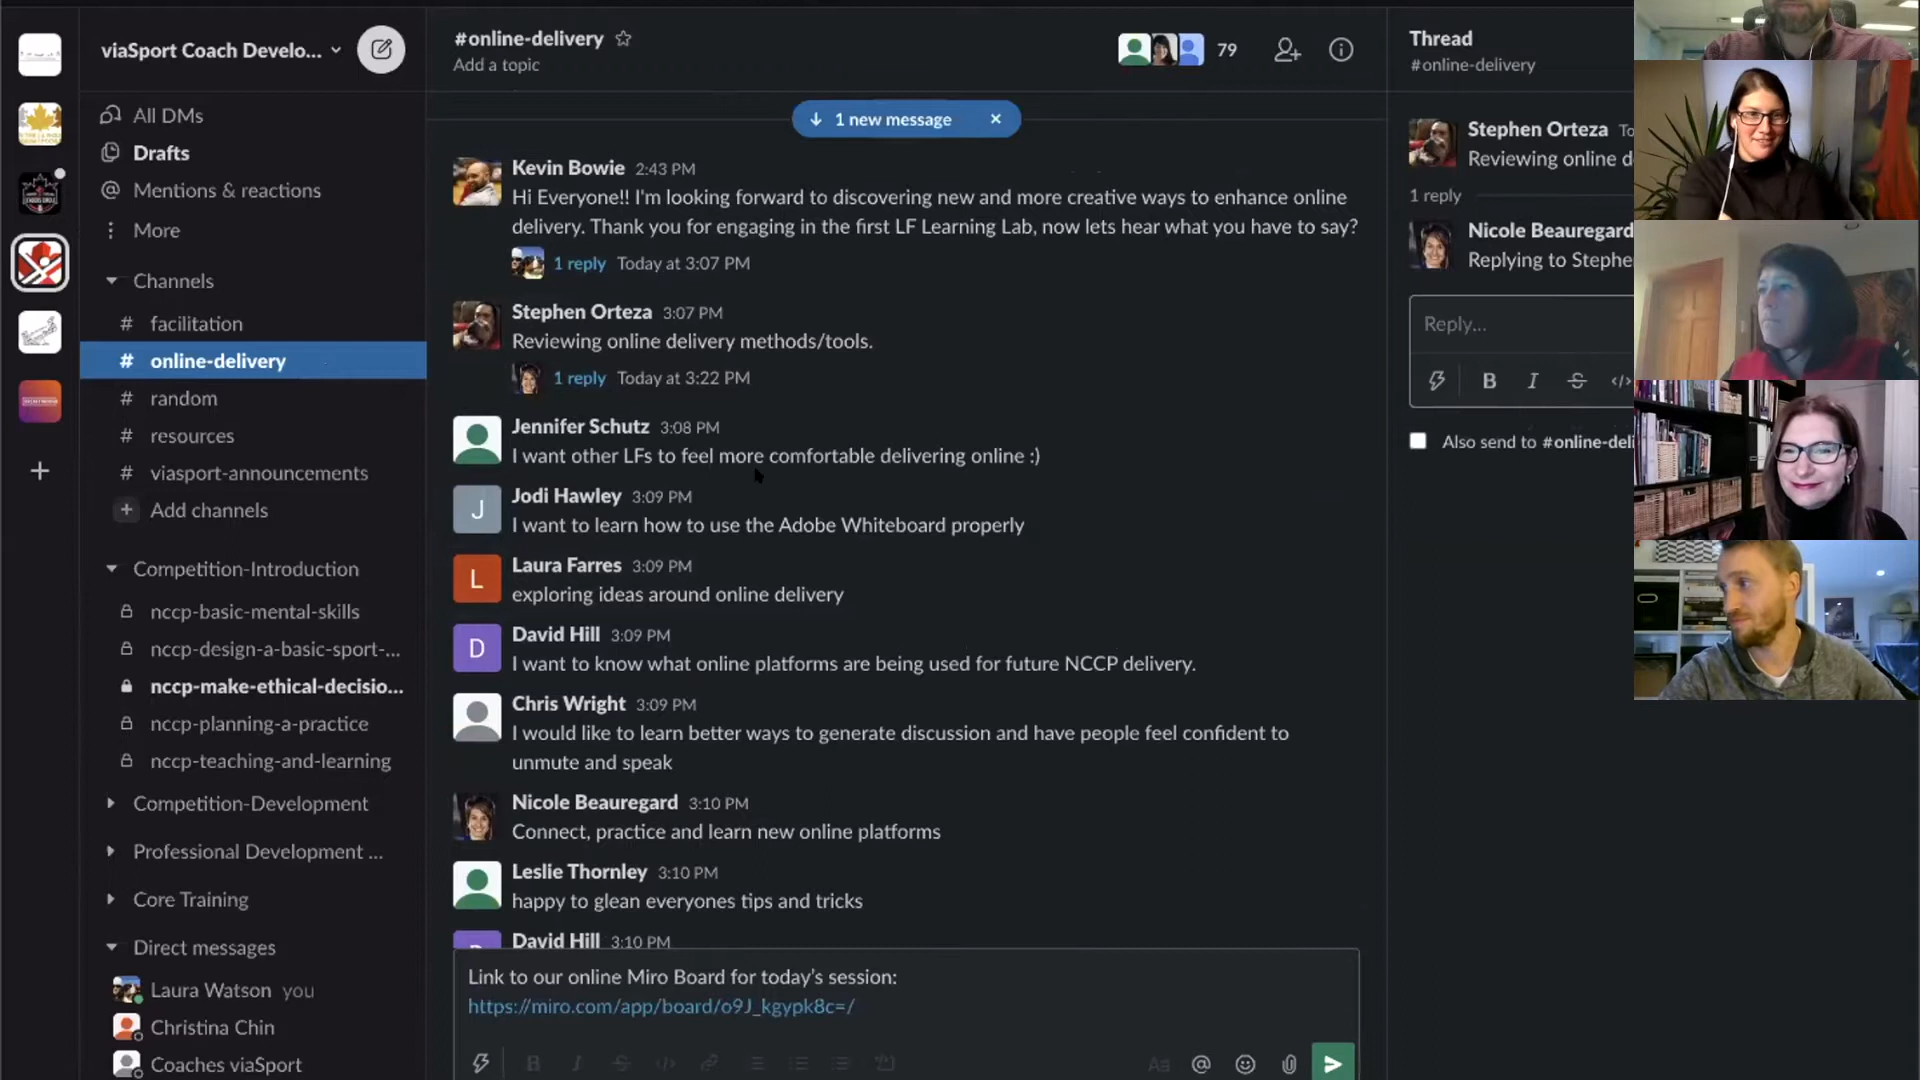 viaSport Coach Develo...
All DMs
Drafts
Mentions & reactions
More
Channels
# facilitation
# online-delivery
# random
# resources
# viasport-announcements
+ Add channels
Competition-Introduction
nccp-basic-mental-skills
nccp-design-a-basic-sport-...
nccp-make-ethical-decisio...
nccp-planning-a-practice
nccp-teaching-and-learning
Competition-Development
Professional Development ...
Core Training
Direct messages
Laura Watson you
Christina Chin
Coaches viaSport
#online-delivery
Add a topic
79
1 new message
Kevin Bowie 2:43 PM
Hi Everyone!! I'm looking forward to discovering new and more creative ways to enhance online
delivery. Thank you for engaging in the first LF Learning Lab, now lets hear what you have to say?
1 reply Today at 3:07 PM
Stephen Orteza 3:07 PM
Reviewing online delivery methods/tools.
1 reply Today at 3:22 PM
Jennifer Schutz 3:08 PM
I want other LFs to feel more comfortable delivering online :)
J
Jodi Hawley 3:09 PM
I want to learn how to use the Adobe Whiteboard properly
L
Laura Farres 3:09 PM
exploring ideas around online delivery
D
David Hill 3:09 PM
I want to know what online platforms are being used for future NCCP delivery.
Chris Wright 3:09 PM
I would like to learn better ways to generate discussion and have people feel confident to
unmute and speak
Nicole Beauregard 3:10 PM
Connect, practice and learn new online platforms
Leslie Thornley 3:10 PM
happy to glean everyones tips and tricks
David Hill 3:10 PM
Link to our online Miro Board for today's session:
https://miro.com/app/board/o9J_kgypk8c=/
B I S
Aa @
Thread
#online-delivery
Stephen Orteza To
Reviewing online d
1 reply
Nicole Beauregard
Replying to Stephe
Reply...
B I S </>
Also send to #online-deli